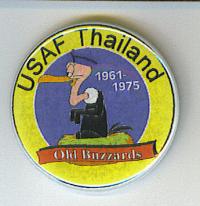 USAF Thailand
1961-
1975
Old Buzzards